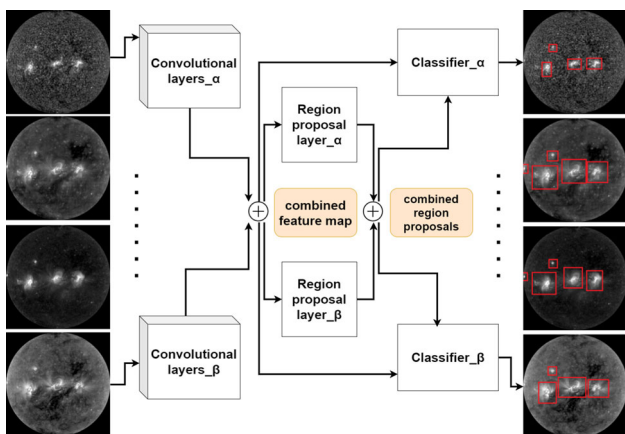 Convolutional
layers_α
Classifier_α
Region
proposal
layer_α
combined
feature map
combined
region
proposals
Region
proposal
layer_β
Convolutional
layers_β
Classifier_β